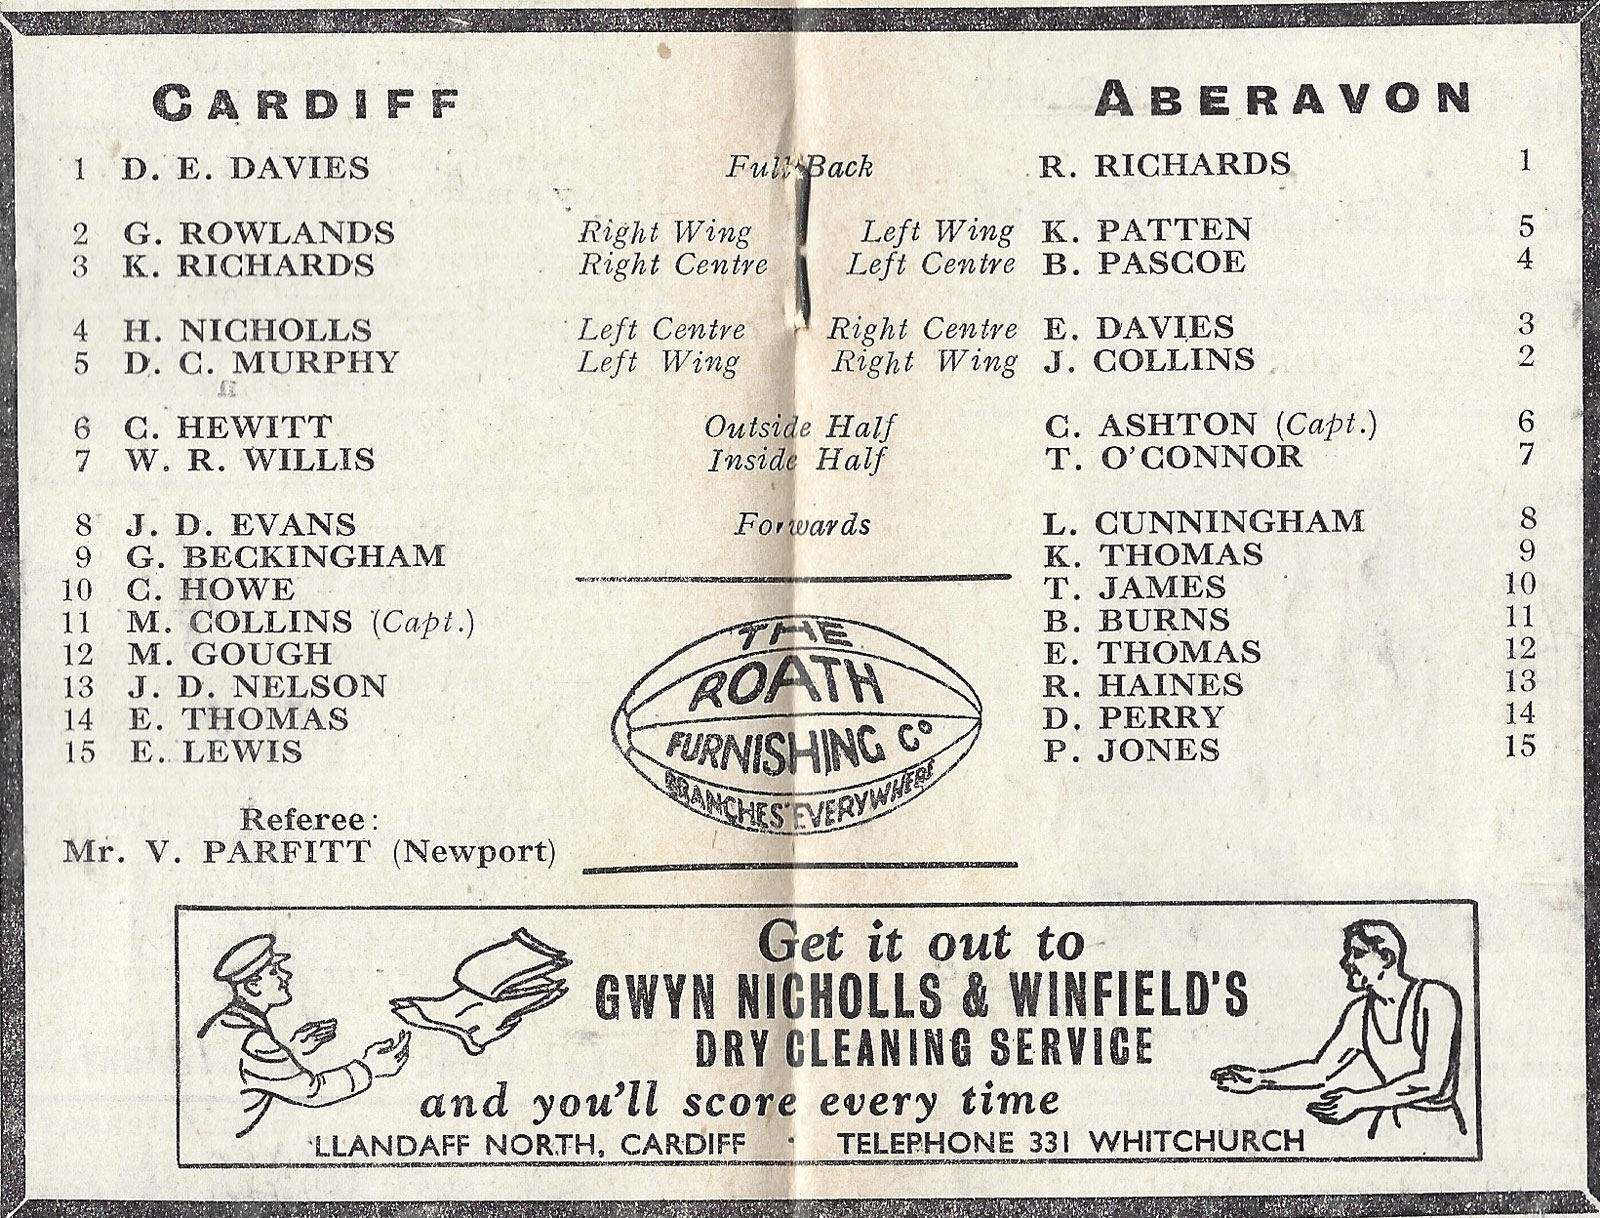 CARDIFF
ABERAVON
1 D. E. DAVIES Full Back R. RICHARDS 1
2 G. ROWLANDS Right Wing Left Wing K. PATTEN 5
3 K. RICHARDS Right Centre Left Centre B. PASCOE 4
4 H. NICHOLLS Left Centre Right Centre E. DAVIES 3
5 D. C. MURPHY Left Wing Right Wing J. COLLINS 2
6 C. HEWITT Outside Half C. ASHTON (Capt.) 6
7 W. R. WILLIS Inside Half T. O'CONNOR 7
8 J. D. EVANS Forwards L. CUNNINGHAM 8
9 G. BECKINGHAM K. THOMAS 9
10 C. HOWE T. JAMES 10
11 M. COLLINS (Capt.) B. BURNS 11
12 M. GOUGH E. THOMAS 12
13 J. D. NELSON R. HAINES 13
14 E. THOMAS D. PERRY 14
15 E. LEWIS P. JONES 15
THE
ROATH
FURNISHING Co
BRANCHES EVERYWHERE
Referee:
Mr. V. PARFITT (Newport)
Get it out to
GWYN NICHOLLS & WINFIELD'S
DRY CLEANING SERVICE
and you'll score every time
LLANDAFF NORTH, CARDIFF · TELEPHONE 331 WHITCHURCH